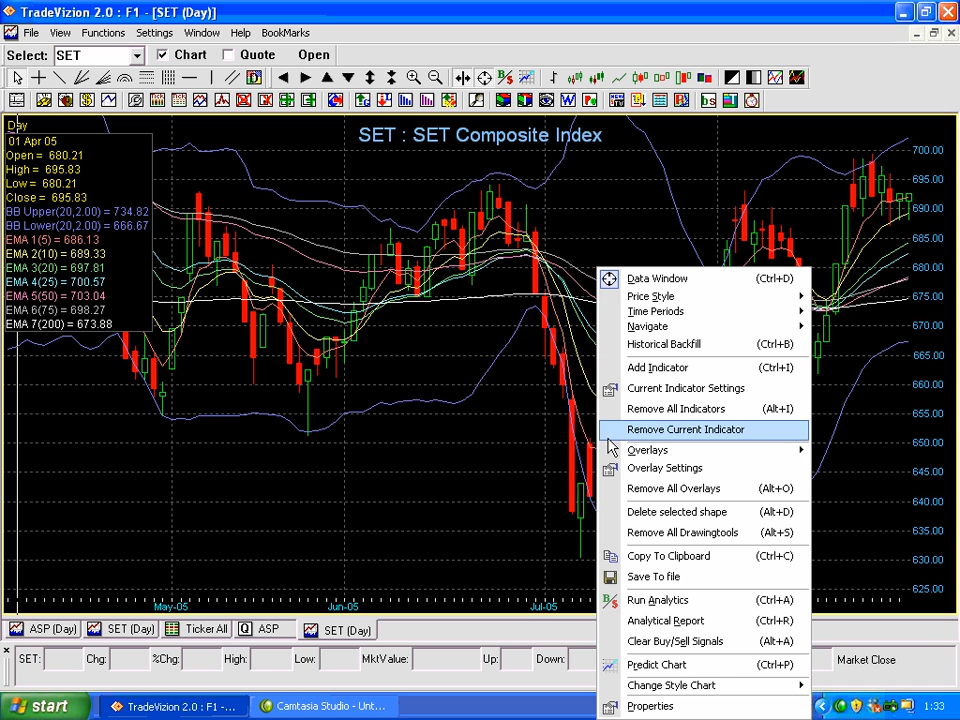 TradeVizion 2.0 : F1 - [SET (Day)]
File View Functions Settings Window Help BookMarks
Select: SET Chart Quote Open
Day
SET : SET Composite Index
01 Apr 05
Open = 680.21
High = 695.83
Low = 680.21
Close = 695.83
BB Upper(20,2.00) = 734.82
BB Lower(20,2.00) = 666.67
EMA 1(5) = 686.13
EMA 2(10) = 689.33
EMA 3(20) = 697.81
EMA 4(25) = 700.57
EMA 5(50) = 703.04
EMA 6(75) = 698.27
EMA 7(200) = 673.88
700.00
695.00
690.00
685.00
680.00
675.00
670.00
665.00
660.00
655.00
650.00
645.00
640.00
635.00
630.00
625.00
Data Window (Ctrl+D)
Price Style
Time Periods
Navigate
Historical Backfill (Ctrl+B)
Add Indicator (Ctrl+I)
Current Indicator Settings
Remove All Indicators (Alt+I)
Remove Current Indicator
Overlays
Overlay Settings
Remove All Overlays (Alt+O)
Delete selected shape (Alt+D)
Remove All Drawingtools (Alt+S)
Copy To Clipboard (Ctrl+C)
Save To file
Run Analytics (Ctrl+A)
Analytical Report (Ctrl+R)
Clear Buy/Sell Signals (Alt+A)
Predict Chart (Ctrl+P)
Change Style Chart
Properties
May-05 Jun-05 Jul-05
ASP (Day) SET (Day) Ticker All Q ASP SET (Day)
SET: Chg: %Chg: High: Low: MktValue: Up: Down: Market Close
start TradeVizion 2.0 : F1 -... Camtasia Studio - Unt... 1:33